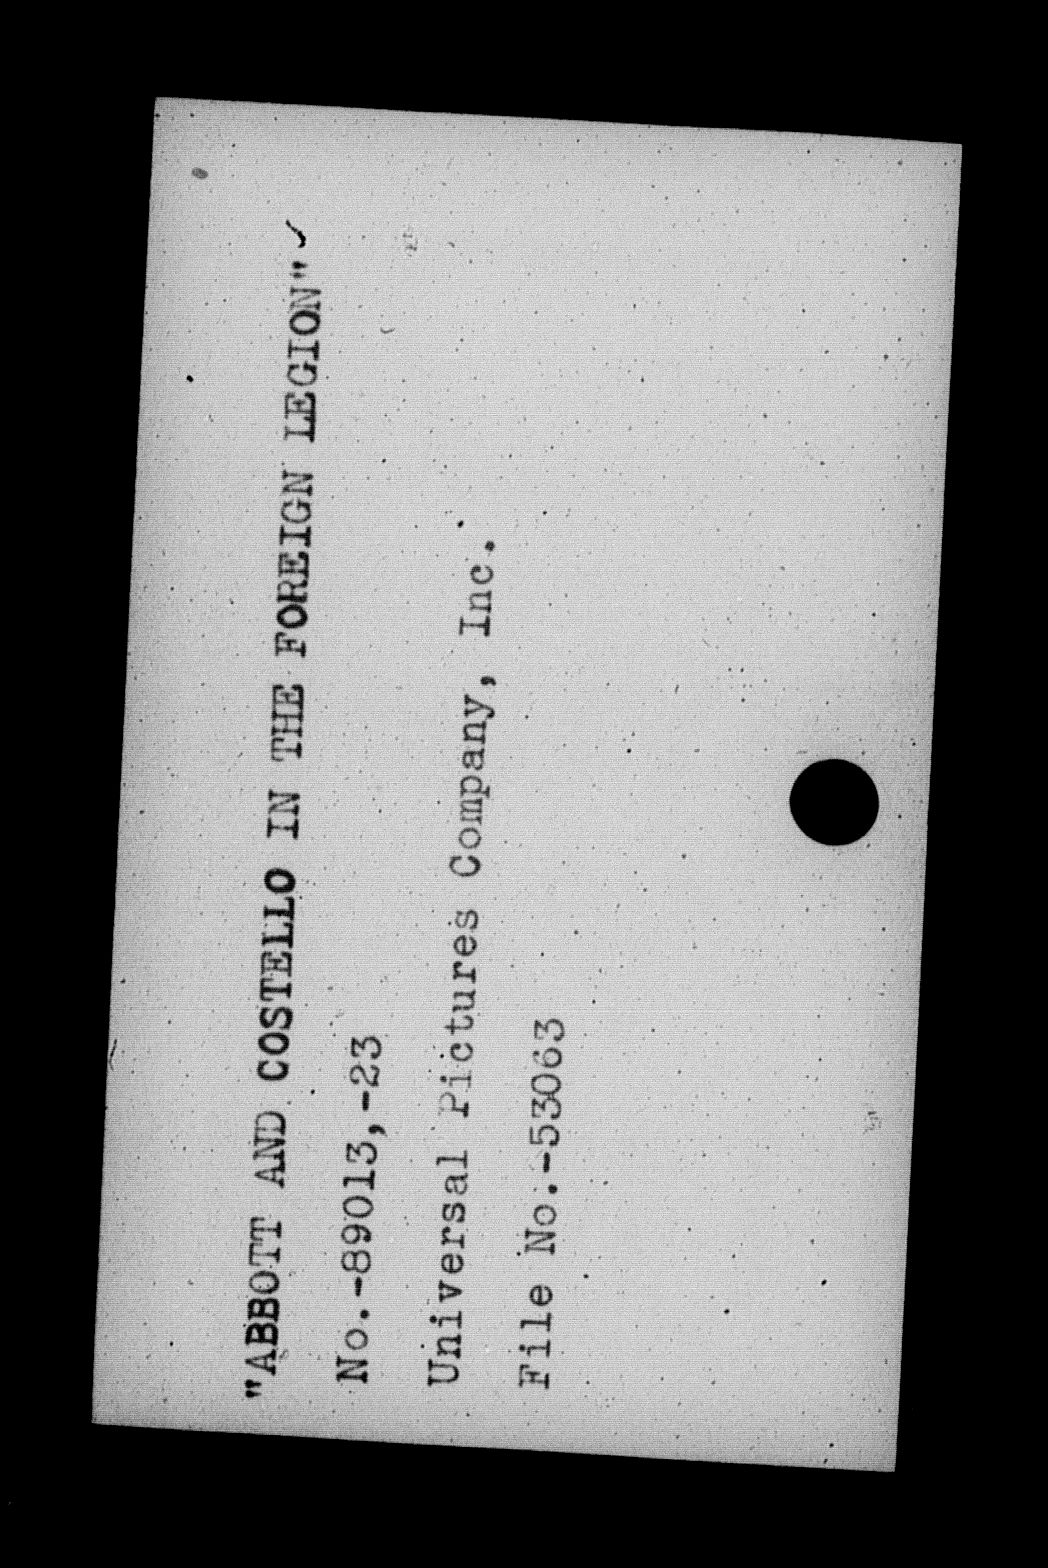 "ABBOTT AND COSTELLO IN THE FOREIGN LEGION"✓
No.-89013,-23
Universal Pictures Company, Inc.
File No.-53063